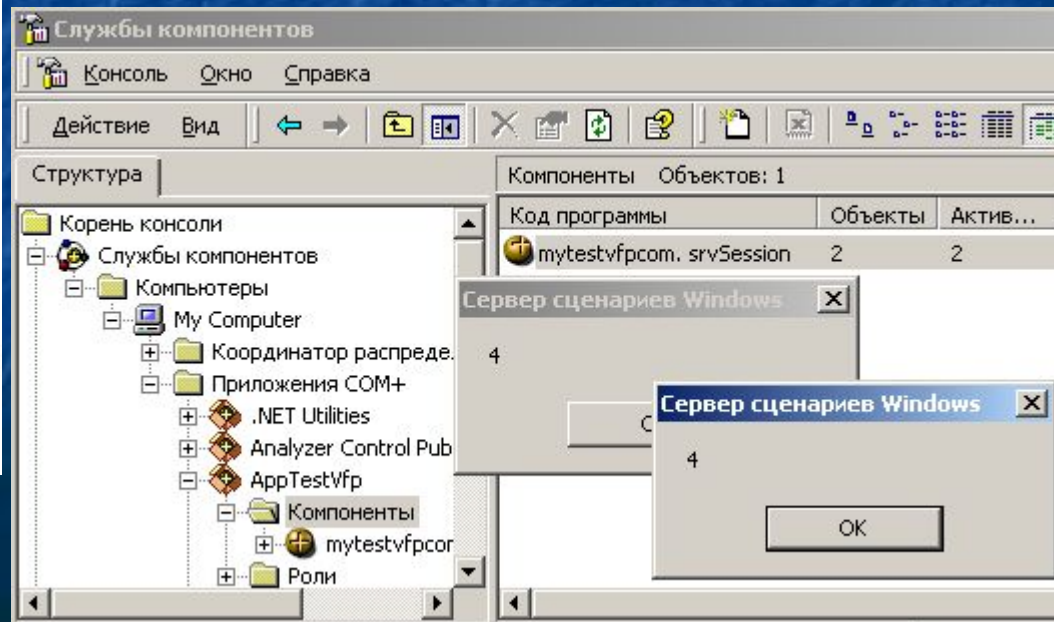 Службы компонентов
Консоль Окно Справка
Действие Вид
Структура
Компоненты Объектов: 1
Код программы Объекты Актив...
mytestvfpcom. srvSession 2 2
Корень консоли
Службы компонентов
Компьютеры
My Computer
Координатор распреде.
Приложения COM+
.NET Utilities
Analyzer Control Pub
AppTestVfp
Компоненты
mytestvfpcor
Роли
Сервер сценариев Windows
4
Сервер сценариев Windows
4
OK